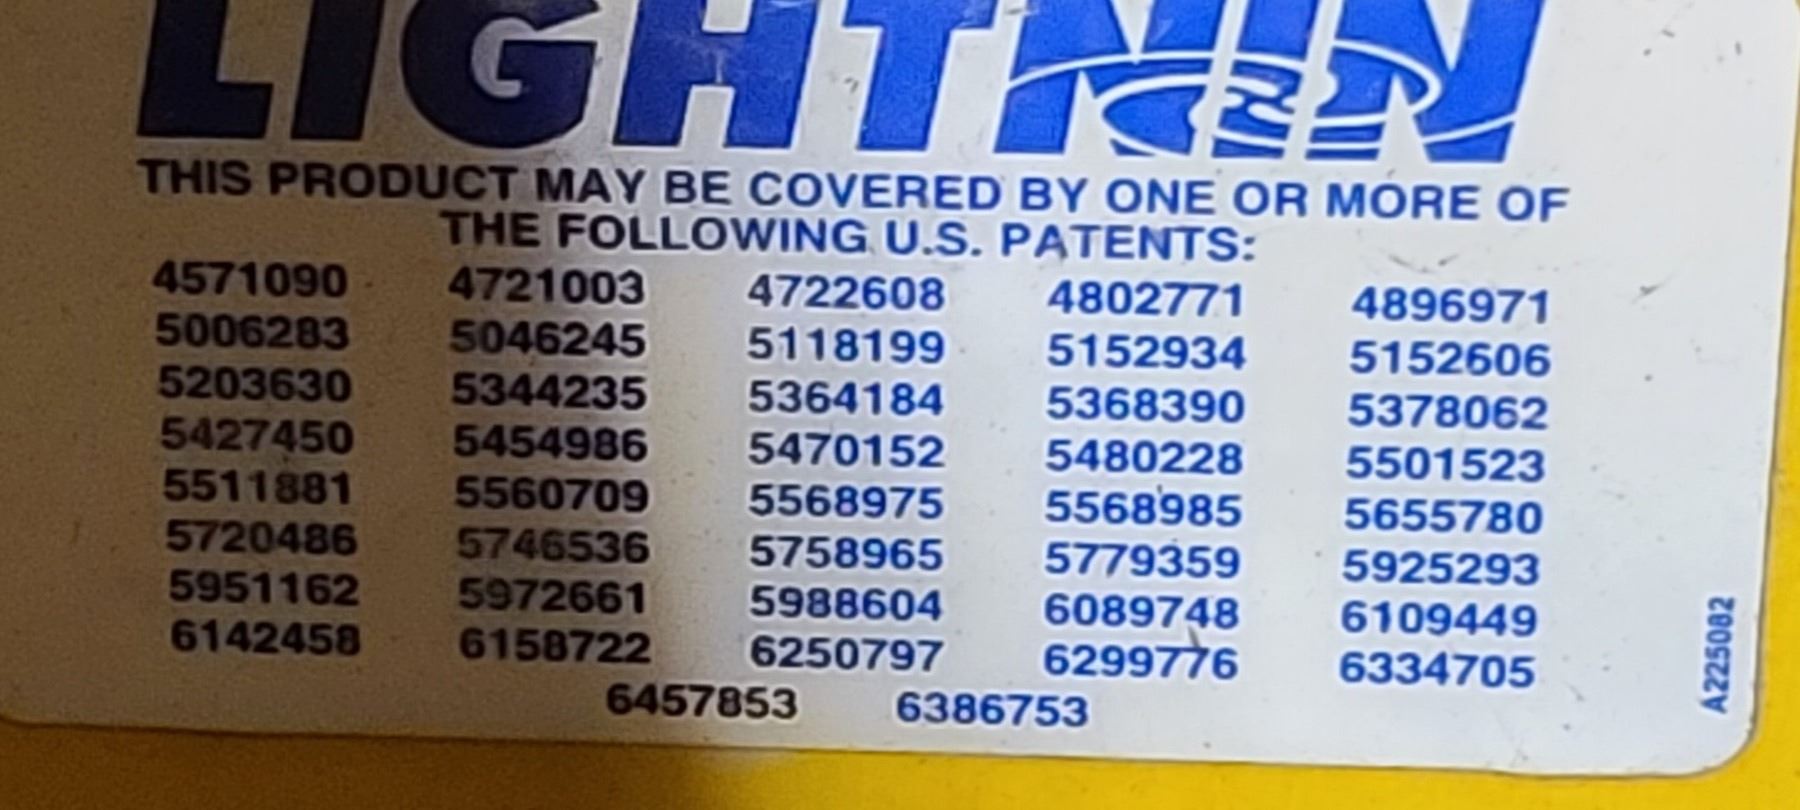 LIGHTNIN
THIS PRODUCT MAY BE COVERED BY ONE OR MORE OF
THE FOLLOWING U.S. PATENTS:
4571090 4721003 4722608 4802771 4896971
5006283 5046245 5118199 5152934 5152606
5203630 5344235 5364184 5368390 5378062
5427450 5454986 5470152 5480228 5501523
5511881 5560709 5568975 5568985 5655780
5720486 5746536 5758965 5779359 5925293
5951162 5972661 5988604 6089748 6109449
6142458 6158722 6250797 6299776 6334705
6457853 6386753
A225082